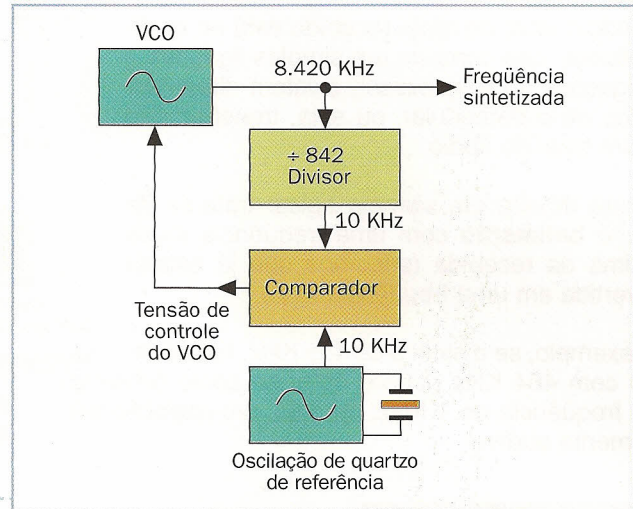 VCO
8.420 KHz
Freqüência
sintetizada
÷ 842
Divisor
10 KHz
Comparador
Tensão de
controle
do VCO
10 KHz
Oscilação de quartzo
de referência